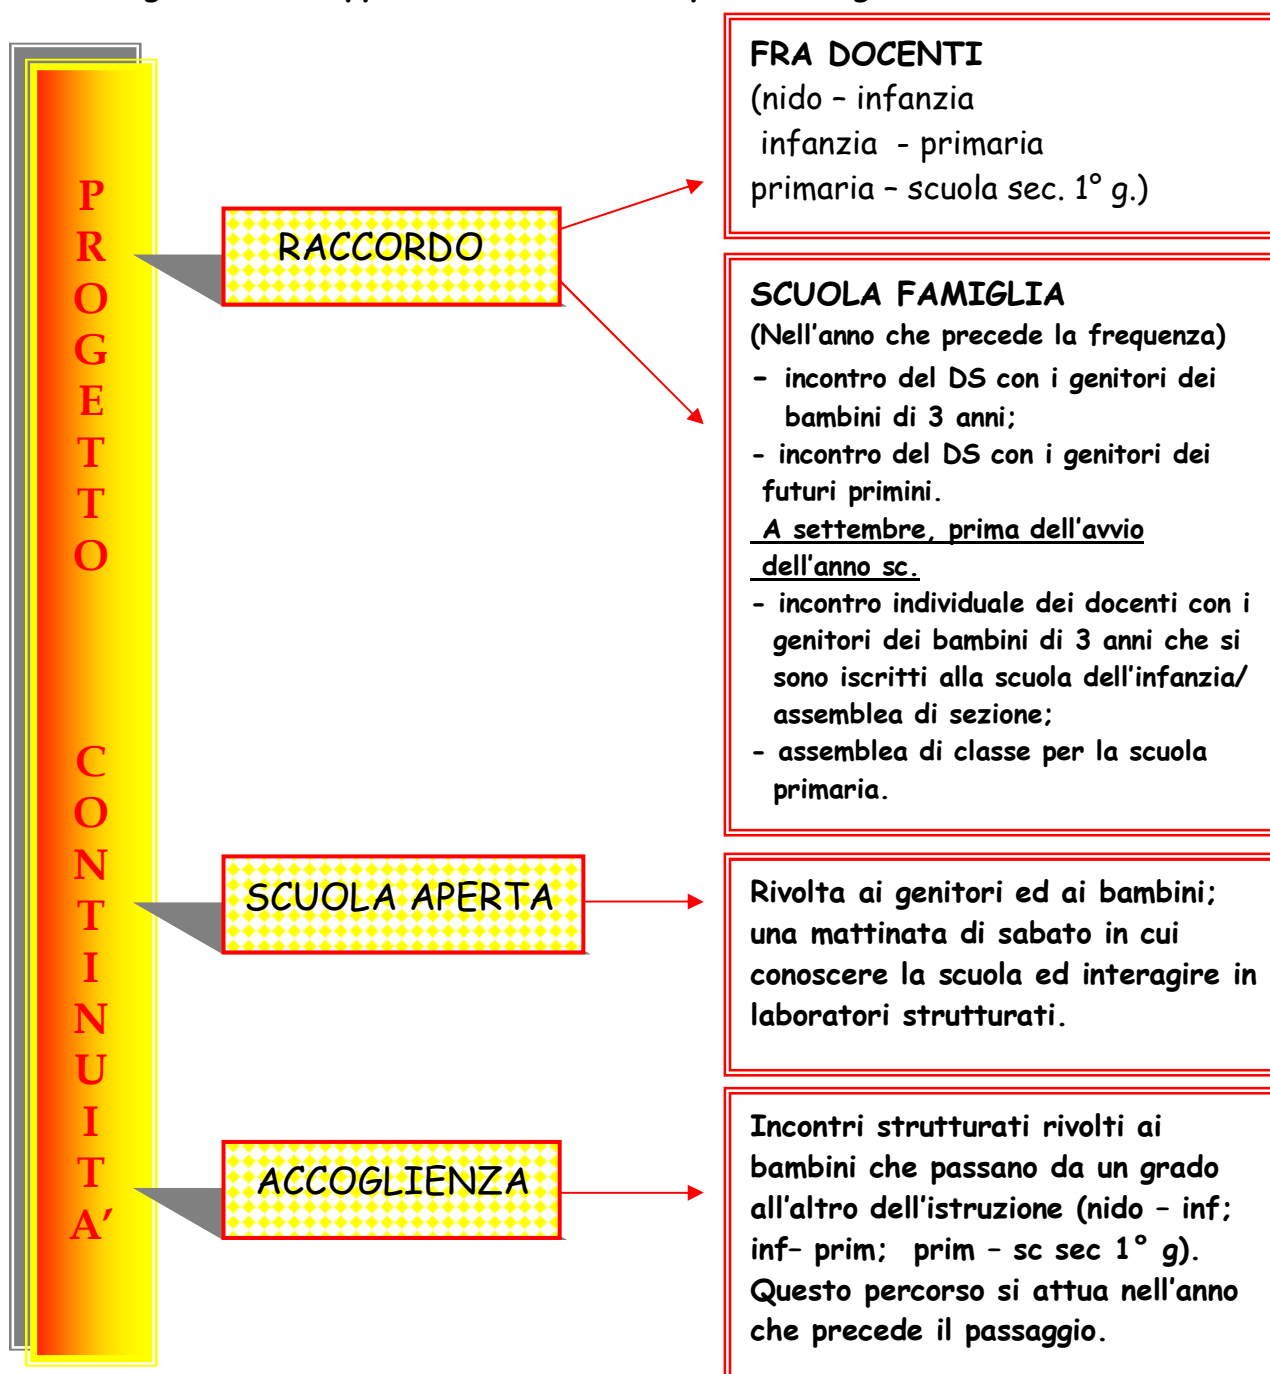 PROGETTO CONTINUITA'
RACCORDO
FRA DOCENTI
(nido – infanzia
infanzia - primaria
primaria – scuola sec. 1° g.)
SCUOLA FAMIGLIA
(Nell'anno che precede la frequenza)
- incontro del DS con i genitori dei
bambini di 3 anni;
- incontro del DS con i genitori dei
futuri primini.
A settembre, prima dell'avvio
dell'anno sc.
- incontro individuale dei docenti con i
genitori dei bambini di 3 anni che si
sono iscritti alla scuola dell'infanzia/
assemblea di sezione;
- assemblea di classe per la scuola
primaria.
SCUOLA APERTA
Rivolta ai genitori ed ai bambini;
una mattinata di sabato in cui
conoscere la scuola ed interagire in
laboratori strutturati.
ACCOGLIENZA
Incontri strutturati rivolti ai
bambini che passano da un grado
all'altro dell'istruzione (nido – inf;
inf– prim; prim – sc sec 1° g).
Questo percorso si attua nell'anno
che precede il passaggio.